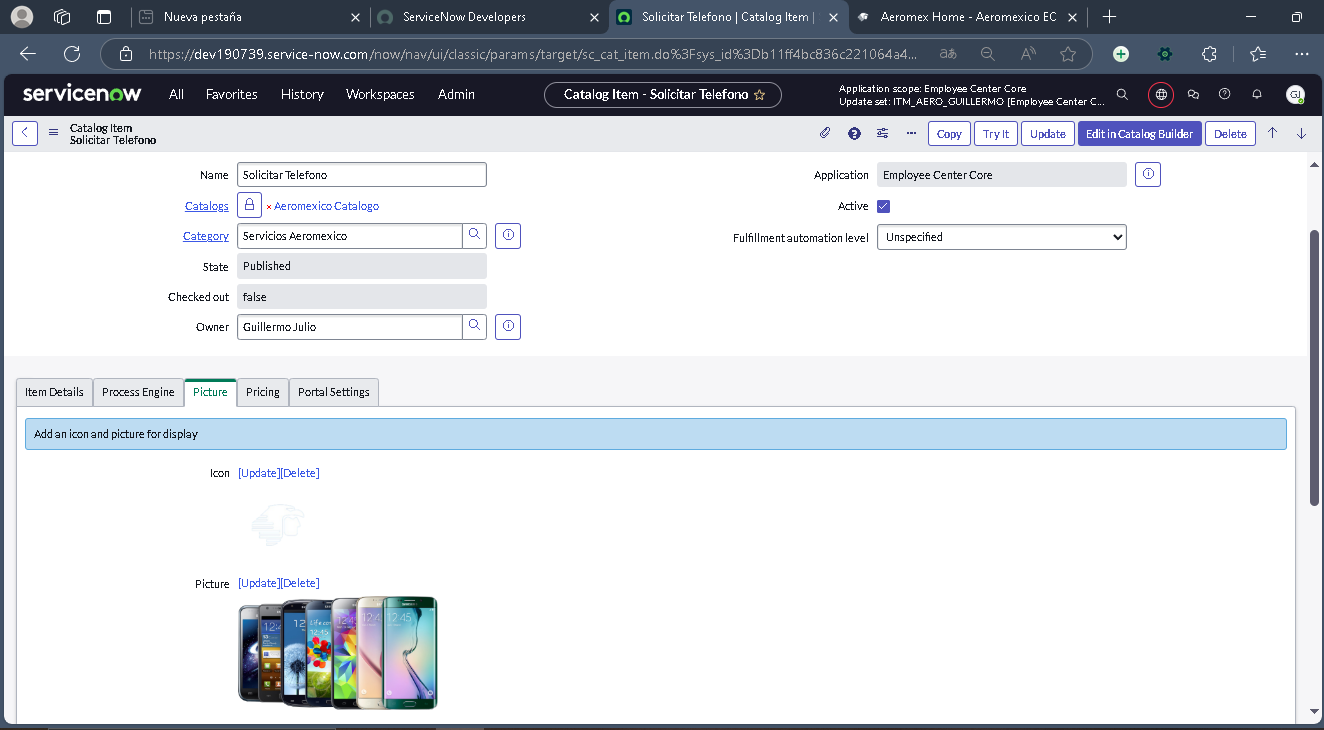 Nueva pestaña
ServiceNow Developers
Solicitar Telefono | Catalog Item |
Aeromex Home - Aeromexico EC
https://dev190739.service-now.com/now/nav/ui/classic/params/target/sc_cat_item.do%3Fsys_id%3Db11ff4bc836c221064a4...
servicenow All Favorites History Workspaces Admin
Catalog Item - Solicitar Telefono
Application scope: Employee Center Core
Update set: ITM_AERO_GUILLERMO [Employee Center C...
GJ
Catalog Item
Solicitar Telefono
Copy Try It Update Edit in Catalog Builder Delete
Name Solicitar Telefono
Application Employee Center Core
Catalogs × Aeromexico Catalogo
Active
Category Servicios Aeromexico
Fulfillment automation level Unspecified
State Published
Checked out false
Owner Guillermo Julio
Item Details Process Engine Picture Pricing Portal Settings
Add an icon and picture for display
Icon [Update][Delete]
Picture [Update][Delete]